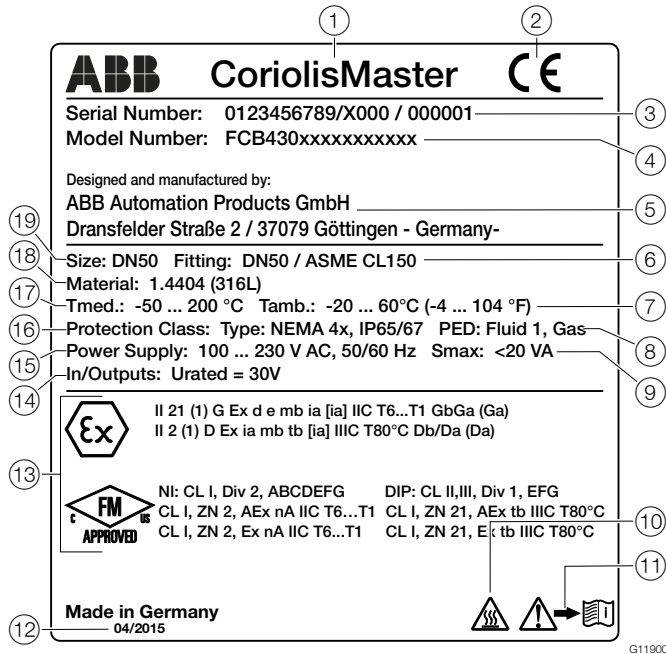 1 2
ABB CoriolisMaster CE
Serial Number: 0123456789/X000 / 000001 3
Model Number: FCB430xxxxxxxxxxx 4
Designed and manufactured by:
ABB Automation Products GmbH 5
Dransfelder Straße 2 / 37079 Göttingen - Germany-
19 Size: DN50 Fitting: DN50 / ASME CL150 6
18 Material: 1.4404 (316L)
17 Tmed.: -50 ... 200 °C Tamb.: -20 ... 60°C (-4 ... 104 °F) 7
16 Protection Class: Type: NEMA 4x, IP65/67 PED: Fluid 1, Gas 8
15 Power Supply: 100 ... 230 V AC, 50/60 Hz Smax: <20 VA 9
14 In/Outputs: Urated = 30V
13
Ex II 21 (1) G Ex d e mb ia [ia] IIC T6...T1 GbGa (Ga)
II 2 (1) D Ex ia mb tb [ia] IIIC T80°C Db/Da (Da)
NI: CL I, Div 2, ABCDEFG DIP: CL II,III, Div 1, EFG
FM C US CL I, ZN 2, AEx nA IIC T6...T1 CL I, ZN 21, AEx tb IIIC T80°C
APPROVED CL I, ZN 2, Ex nA IIC T6...T1 CL I, ZN 21, Ex tb IIIC T80°C
10
11
Made in Germany
12 04/2015
i
G11900